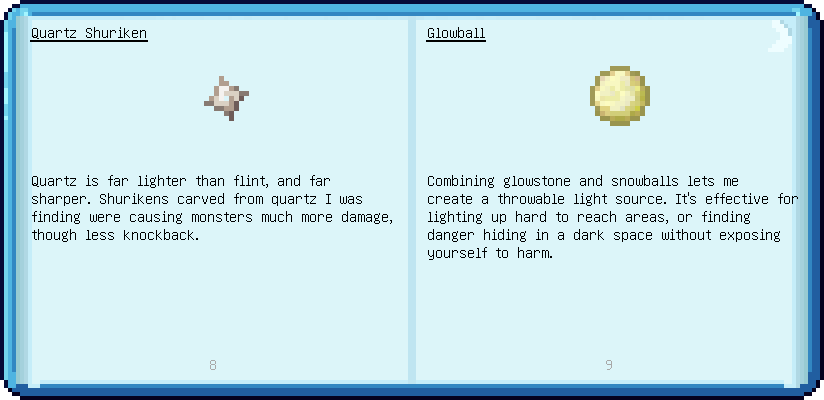 Quartz Shuriken
Quartz is far lighter than flint, and far
sharper. Shurikens carved from quartz I was
finding were causing monsters much more damage,
though less knockback.
8
Glowball
Combining glowstone and snowballs lets me
create a throwable light source. It's effective for
lighting up hard to reach areas, or finding
danger hiding in a dark space without exposing
yourself to harm.
9